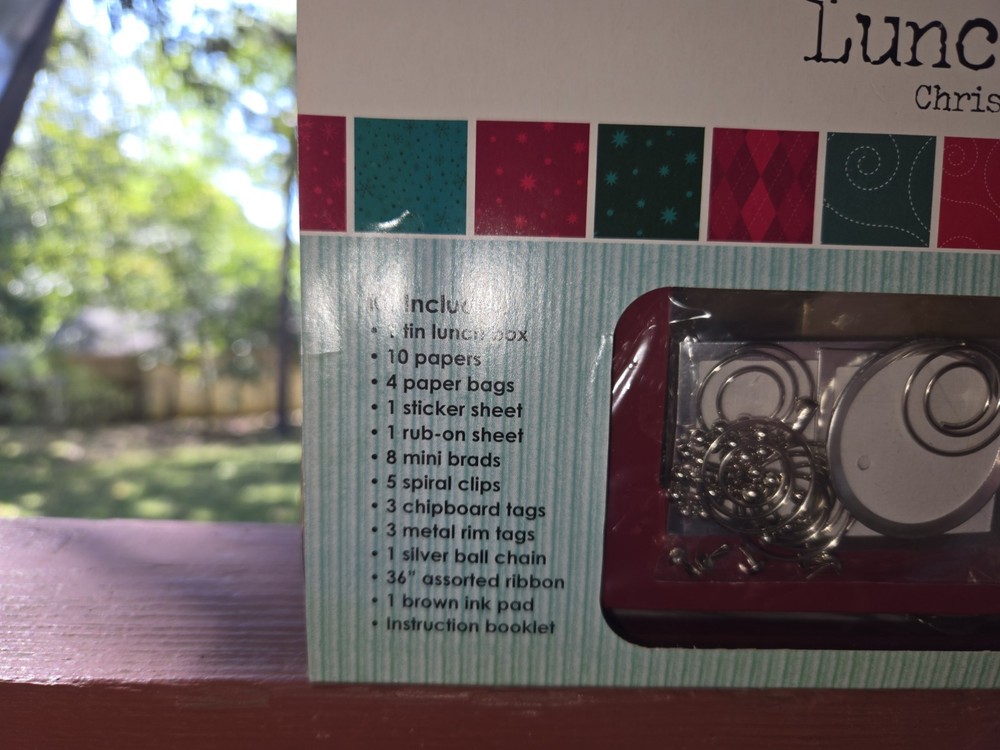 Lunc
Chris
Inclu
• tin lunch box
• 10 papers
• 4 paper bags
• 1 sticker sheet
• 1 rub-on sheet
• 8 mini brads
• 5 spiral clips
• 3 chipboard tags
• 3 metal rim tags
• 1 silver ball chain
• 36" assorted ribbon
• 1 brown ink pad
• Instruction booklet